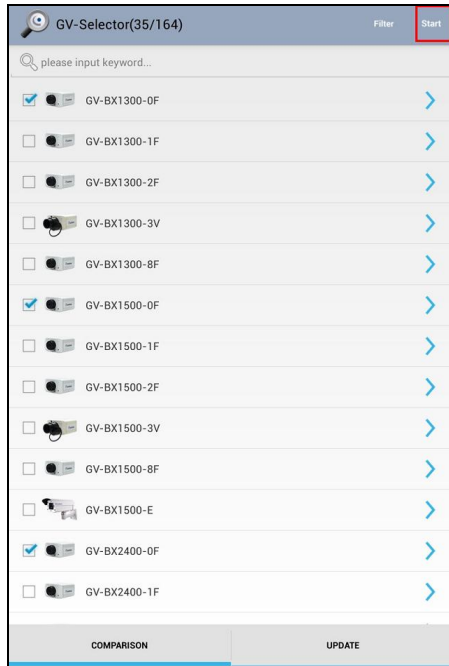 GV-Selector(35/164) Filter Start
please input keyword...
GV-BX1300-0F
GV-BX1300-1F
GV-BX1300-2F
GV-BX1300-3V
GV-BX1300-8F
GV-BX1500-0F
GV-BX1500-1F
GV-BX1500-2F
GV-BX1500-3V
GV-BX1500-8F
GV-BX1500-E
GV-BX2400-0F
GV-BX2400-1F
COMPARISON UPDATE